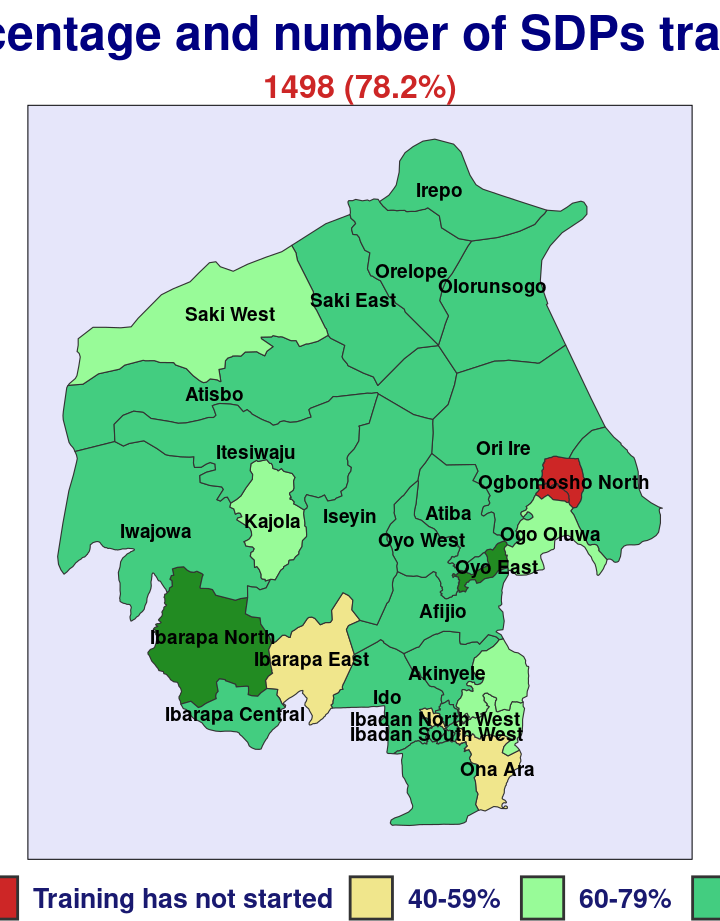 centage and number of SDPs tra
1498 (78.2%)
Irepo
Orelope
Olorunsogo
Saki East
Saki West
Atisbo
Ori Ire
Itesiwaju
Ogbomosho North
Atiba
Iseyin
Kajola
Iwajowa
Ogo Oluwa
Oyo West
Oyo East
Afijio
Ibarapa North
Ibarapa East
Akinyele
Ido
Ibarapa Central
Ibadan North West
Ibadan South West
Ona Ara
Training has not started 40-59% 60-79%